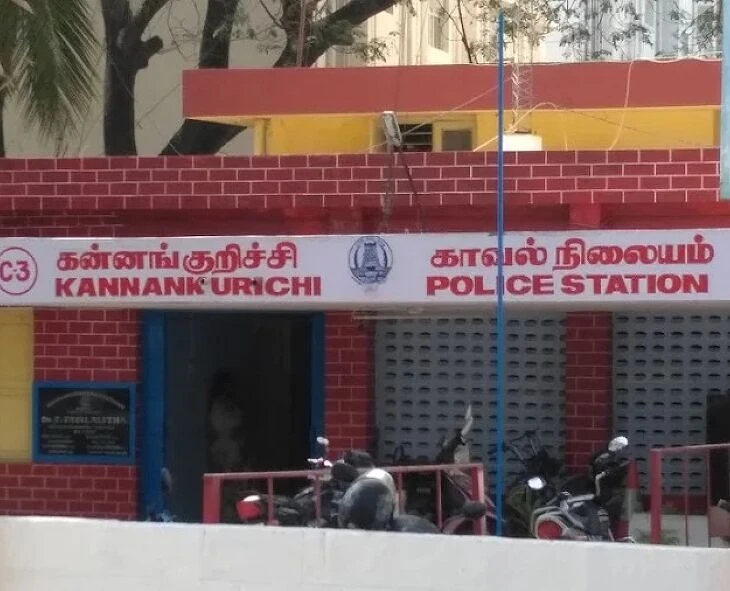 C-3
கன்னங்குறிச்சி
KANNANKURICHI
காவல் நிலையம்
POLICE STATION